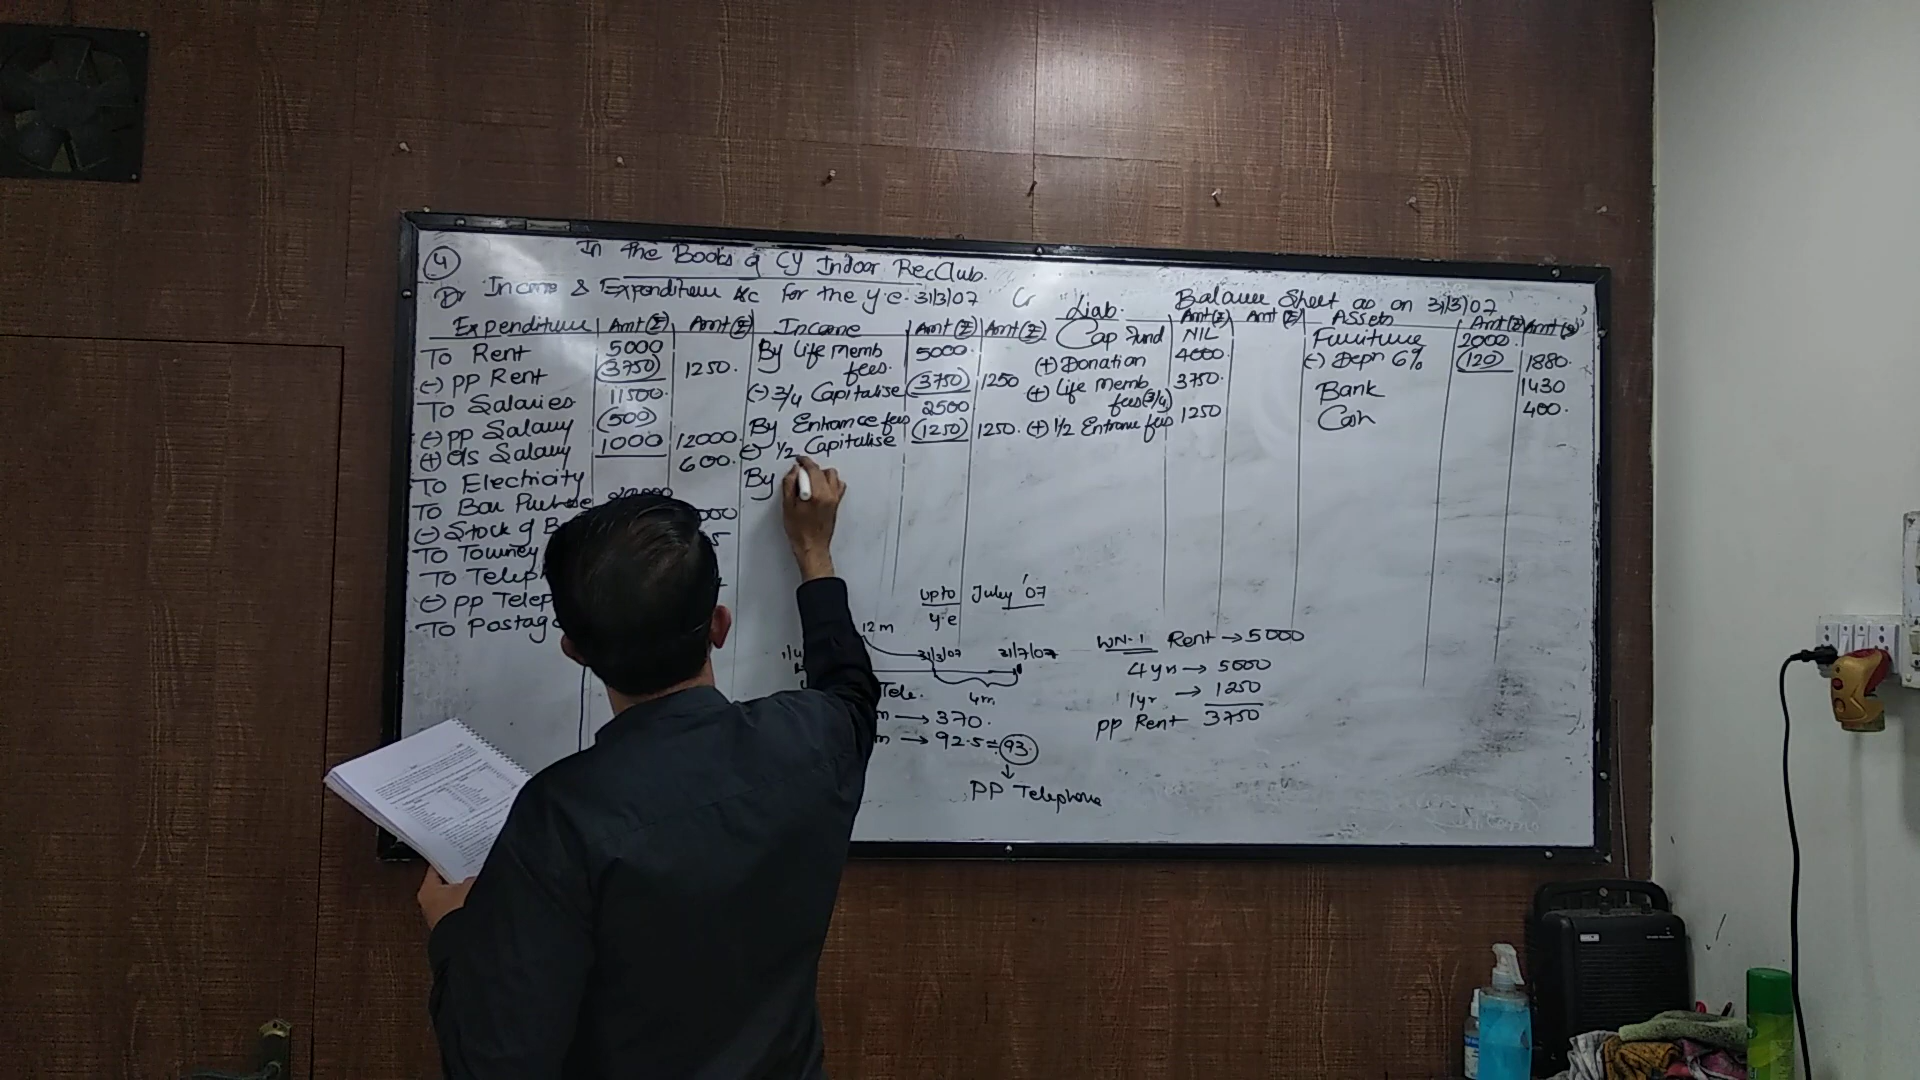 4
In the Books of CY Indoor Rec Club.
Dr Income & Expenditure A/c for the y.e. 31/3/07 Cr
Expenditure Amt (₹) Amt (₹) Income Amt (₹) Amt (₹)
To Rent 5000
(-) PP Rent (3750) 1250.
To Salaries 11500.
(-) PP Salary (500)
(+) O/s Salary 1000 12000.
To Electricity 600.
To Bar Purchase
(-) Stock of
To
To
(-) PP
To Postage
By Life Memb fees. 5000.
(-) 3/4 Capitalise (3750) 1250
By Entrance fees 2500
(-) 1/2 Capitalise (1250) 1250.
By
Balance Sheet as on 31/3/07
Liab. Amt (₹) Amt (₹) Assets Amt (₹) Amt (₹)
Cap Fund NIL
(+) Donation 4000.
(+) Life Memb fees (3/4) 3750.
(+) 1/2 Entrance fees 1250
Furniture 2000.
(-) Depn 6% (120) 1880.
Bank 1430
Cash 400.
upto July '07
y.e
12 m
31/3/07 31/7/07
4m
Tele.
m → 370.
m → 92.5 = 93.
↓
PP Telephone
WN-1 Rent → 5000
4 yrs → 5000
1 yr. → 1250
PP Rent 3750